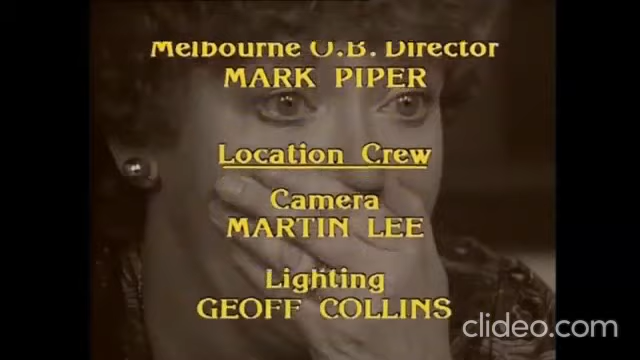 Melbourne O.B. Director
MARK PIPER
Location Crew
Camera
MARTIN LEE
Lighting
GEOFF COLLINS
clideo.com